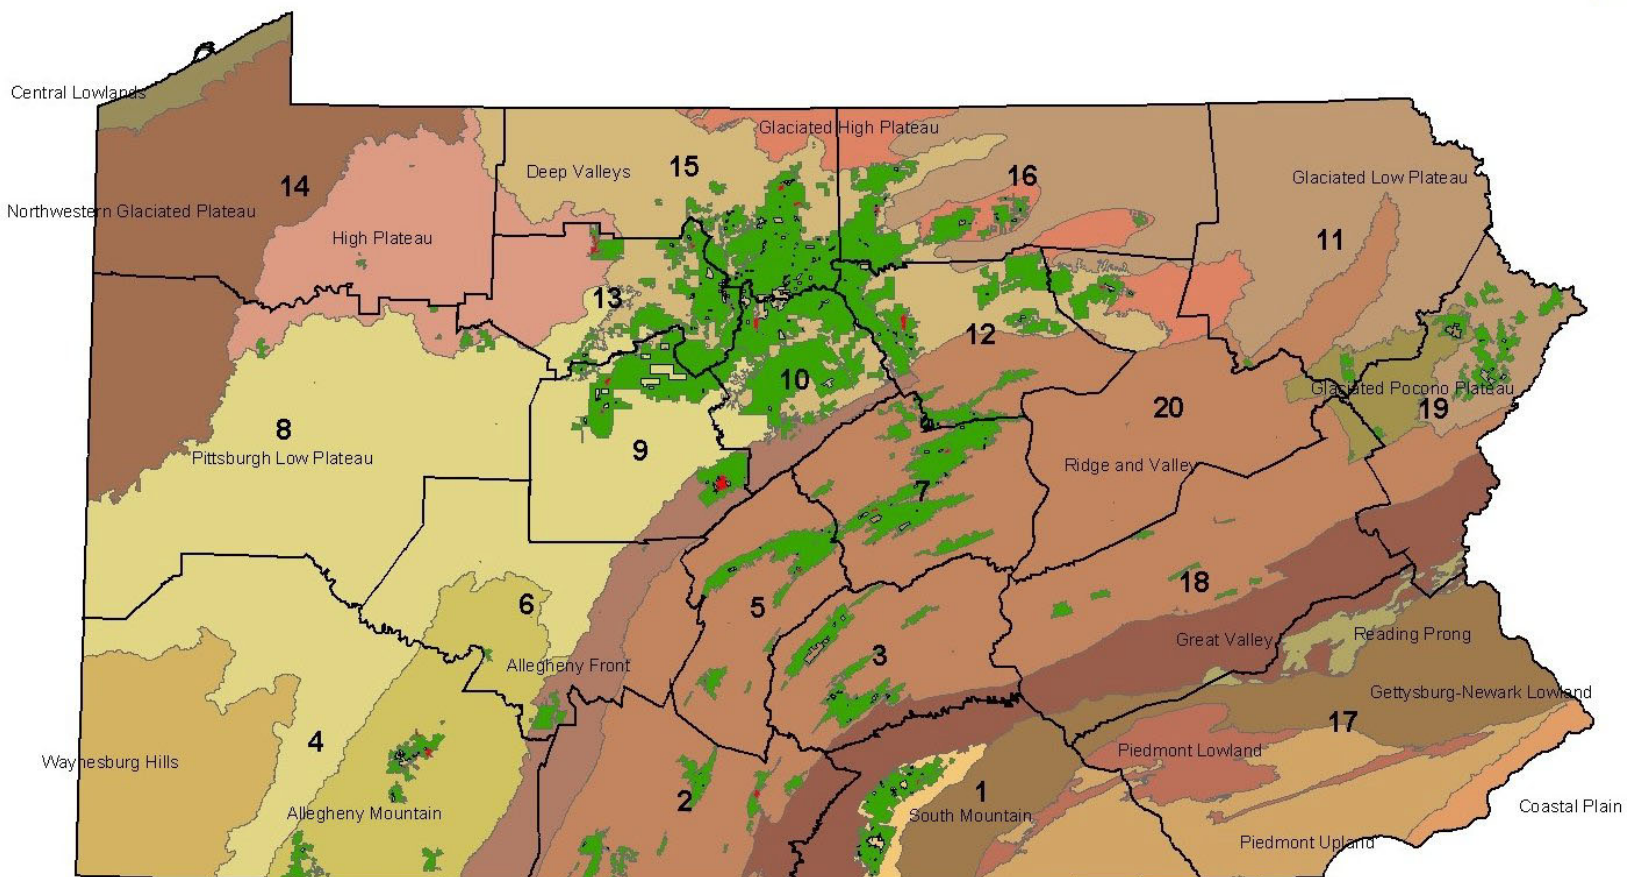 Central Lowlands
Glaciated High Plateau
Deep Valleys
15
16
Glaciated Low Plateau
14
Northwestern Glaciated Plateau
High Plateau
11
13
12
10
Glaciated Pocono Plateau
19
20
8
9
Pittsburgh Low Plateau
Ridge and Valley
7
18
6
5
3
Great Valley
Reading Prong
Allegheny Front
Gettysburg-Newark Lowland
17
4
Piedmont Lowland
Waynesburg Hills
1
2
South Mountain
Allegheny Mountain
Coastal Plain
Piedmont Upland